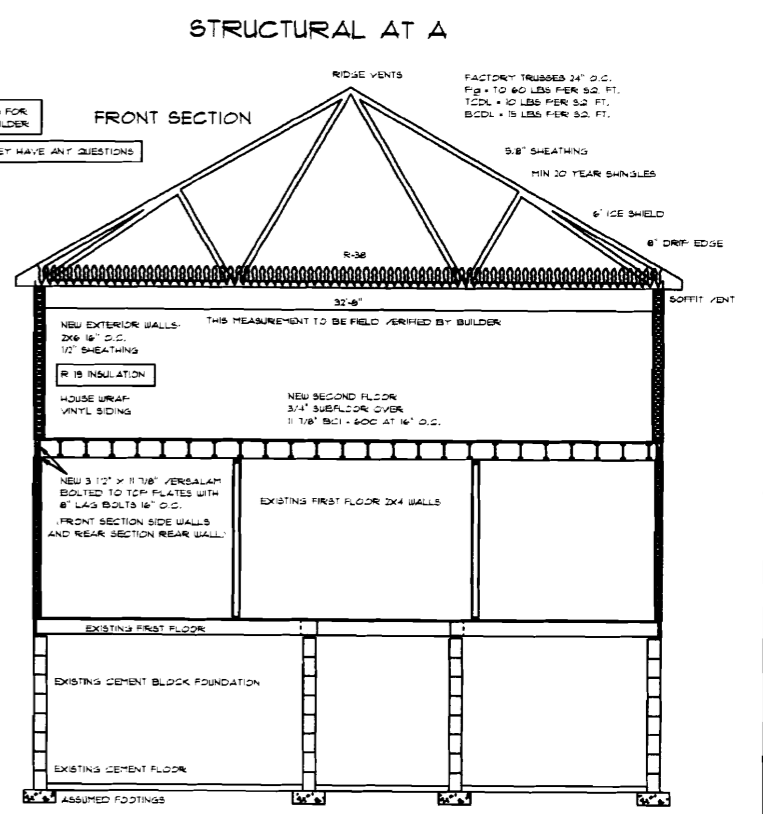 STRUCTURAL AT A
RIDGE VENTS
FACTORY TRUSSES 24" O.C.
Pg = TO 60 LBS PER SQ. FT.
TCDL = 10 LBS PER SQ. FT.
BCDL = 15 LBS PER SQ. FT.
FOR
FRONT SECTION
HAVE ANY QUESTIONS
5/8" SHEATHING
MIN 20 YEAR SHINGLES
6' ICE SHIELD
8" DRIP EDGE
R-38
SOFFIT VENT
32'-8"
THIS MEASUREMENT TO BE FIELD VERIFIED BY BUILDER
NEW EXTERIOR WALLS:
2X6 16" O.C.
1/2" SHEATHING
R 19 INSULATION
HOUSE WRAP
VINYL SIDING
NEW SECOND FLOOR
3/4" SUBFLOOR OVER
11 7/8" BCI - 600 AT 16" O.C.
NEW 3 1/2" X 11 7/8" VERSALAM
BOLTED TO TOP PLATES WITH
8" LAG BOLTS 16" O.C.
(FRONT SECTION SIDE WALLS
AND REAR SECTION REAR WALL)
EXISTING FIRST FLOOR 2X4 WALLS
EXISTING FIRST FLOOR
EXISTING CEMENT BLOCK FOUNDATION
EXISTING CEMENT FLOOR
ASSUMED FOOTINGS